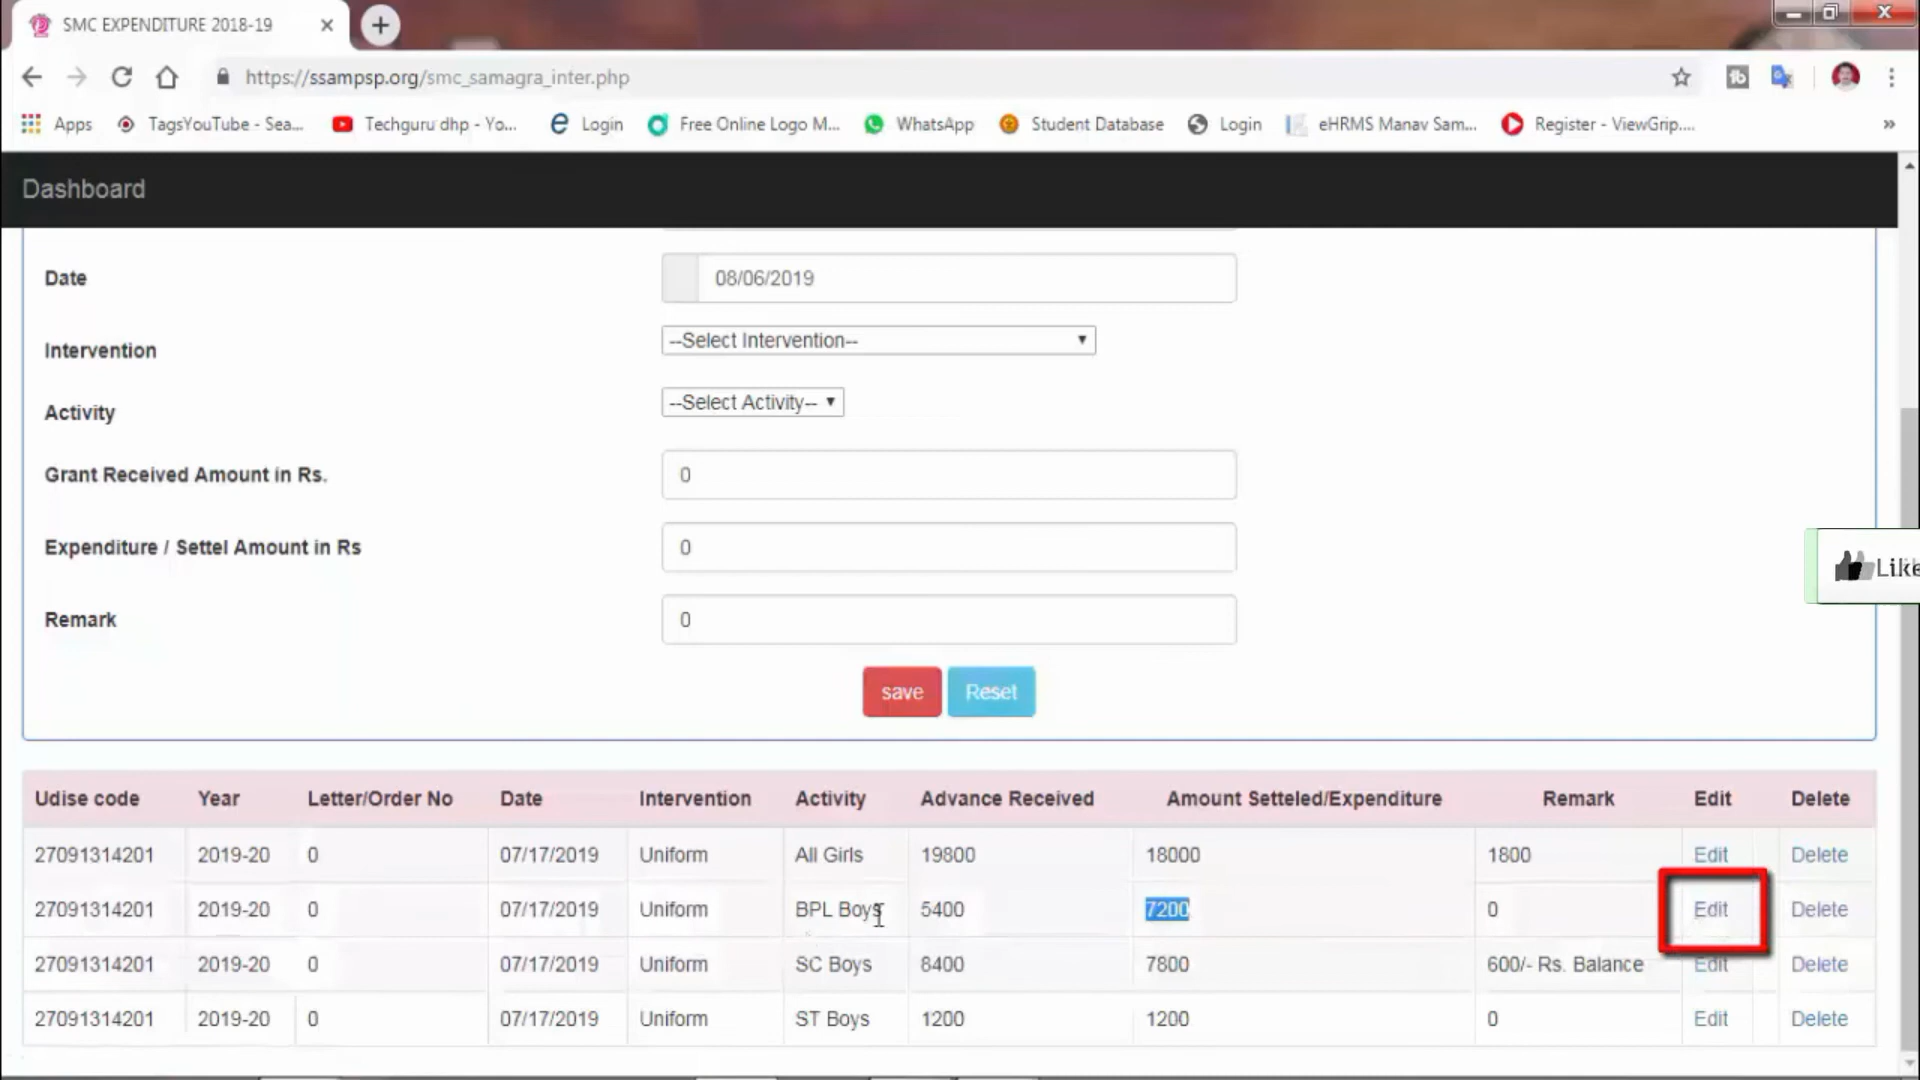 SMC EXPENDITURE 2018-19
https://ssampsp.org/smc_samagra_inter.php
Apps TagsYouTube - Sea... Techguru dhp - Yo... Login Free Online Logo M... WhatsApp Student Database Login eHRMS Manav Sam... Register - ViewGrip.... »
Dashboard
Date 08/06/2019
Intervention --Select Intervention--
Activity --Select Activity--
Grant Received Amount in Rs. 0
Expenditure / Settel Amount in Rs 0
Like
Remark 0
save Reset
Udise code Year Letter/Order No Date Intervention Activity Advance Received Amount Setteled/Expenditure Remark Edit Delete
27091314201 2019-20 0 07/17/2019 Uniform All Girls 19800 18000 1800 Edit Delete
27091314201 2019-20 0 07/17/2019 Uniform BPL Boys 5400 7200 0 Edit Delete
27091314201 2019-20 0 07/17/2019 Uniform SC Boys 8400 7800 600/- Rs. Balance Edit Delete
27091314201 2019-20 0 07/17/2019 Uniform ST Boys 1200 1200 0 Edit Delete